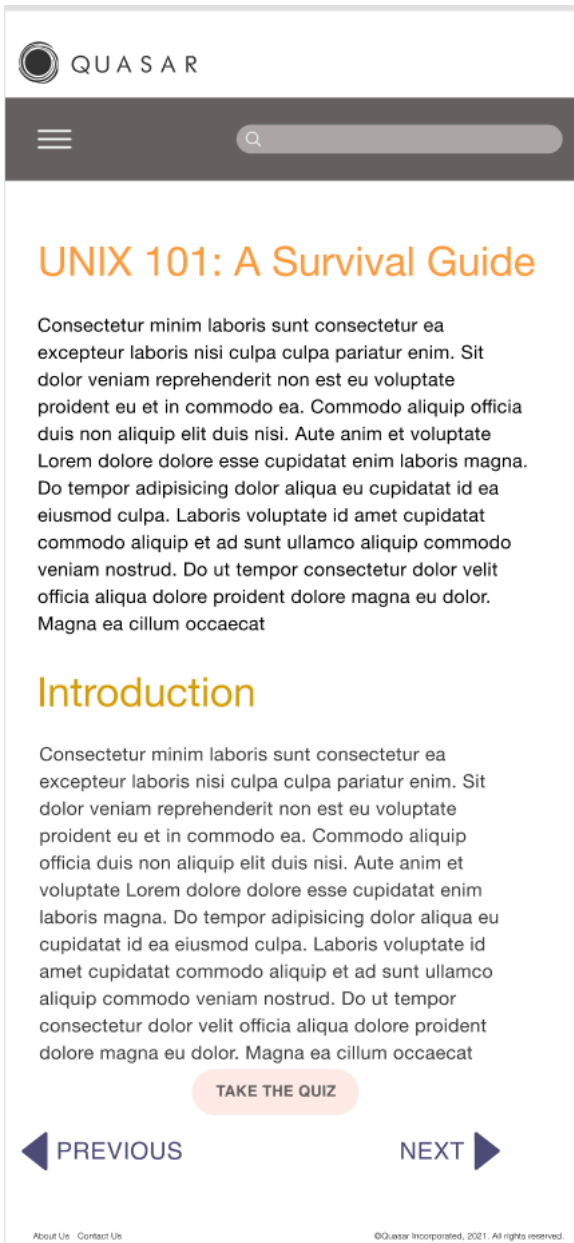 QUASAR
UNIX 101: A Survival Guide
Consectetur minim laboris sunt consectetur ea
excepteur laboris nisi culpa culpa pariatur enim. Sit
dolor veniam reprehenderit non est eu voluptate
proident eu et in commodo ea. Commodo aliquip officia
duis non aliquip elit duis nisi. Aute anim et voluptate
Lorem dolore dolore esse cupidatat enim laboris magna.
Do tempor adipisicing dolor aliqua eu cupidatat id ea
eiusmod culpa. Laboris voluptate id amet cupidatat
commodo aliquip et ad sunt ullamco aliquip commodo
veniam nostrud. Do ut tempor consectetur dolor velit
officia aliqua dolore proident dolore magna eu dolor.
Magna ea cillum occaecat
Introduction
Consectetur minim laboris sunt consectetur ea
excepteur laboris nisi culpa culpa pariatur enim. Sit
dolor veniam reprehenderit non est eu voluptate
proident eu et in commodo ea. Commodo aliquip
officia duis non aliquip elit duis nisi. Aute anim et
voluptate Lorem dolore dolore esse cupidatat enim
laboris magna. Do tempor adipisicing dolor aliqua eu
cupidatat id ea eiusmod culpa. Laboris voluptate id
amet cupidatat commodo aliquip et ad sunt ullamco
aliquip commodo veniam nostrud. Do ut tempor
consectetur dolor velit officia aliqua dolore proident
dolore magna eu dolor. Magna ea cillum occaecat
TAKE THE QUIZ
PREVIOUS NEXT
About Us Contact Us ©Quasar Incorporated, 2021. All rights reserved.